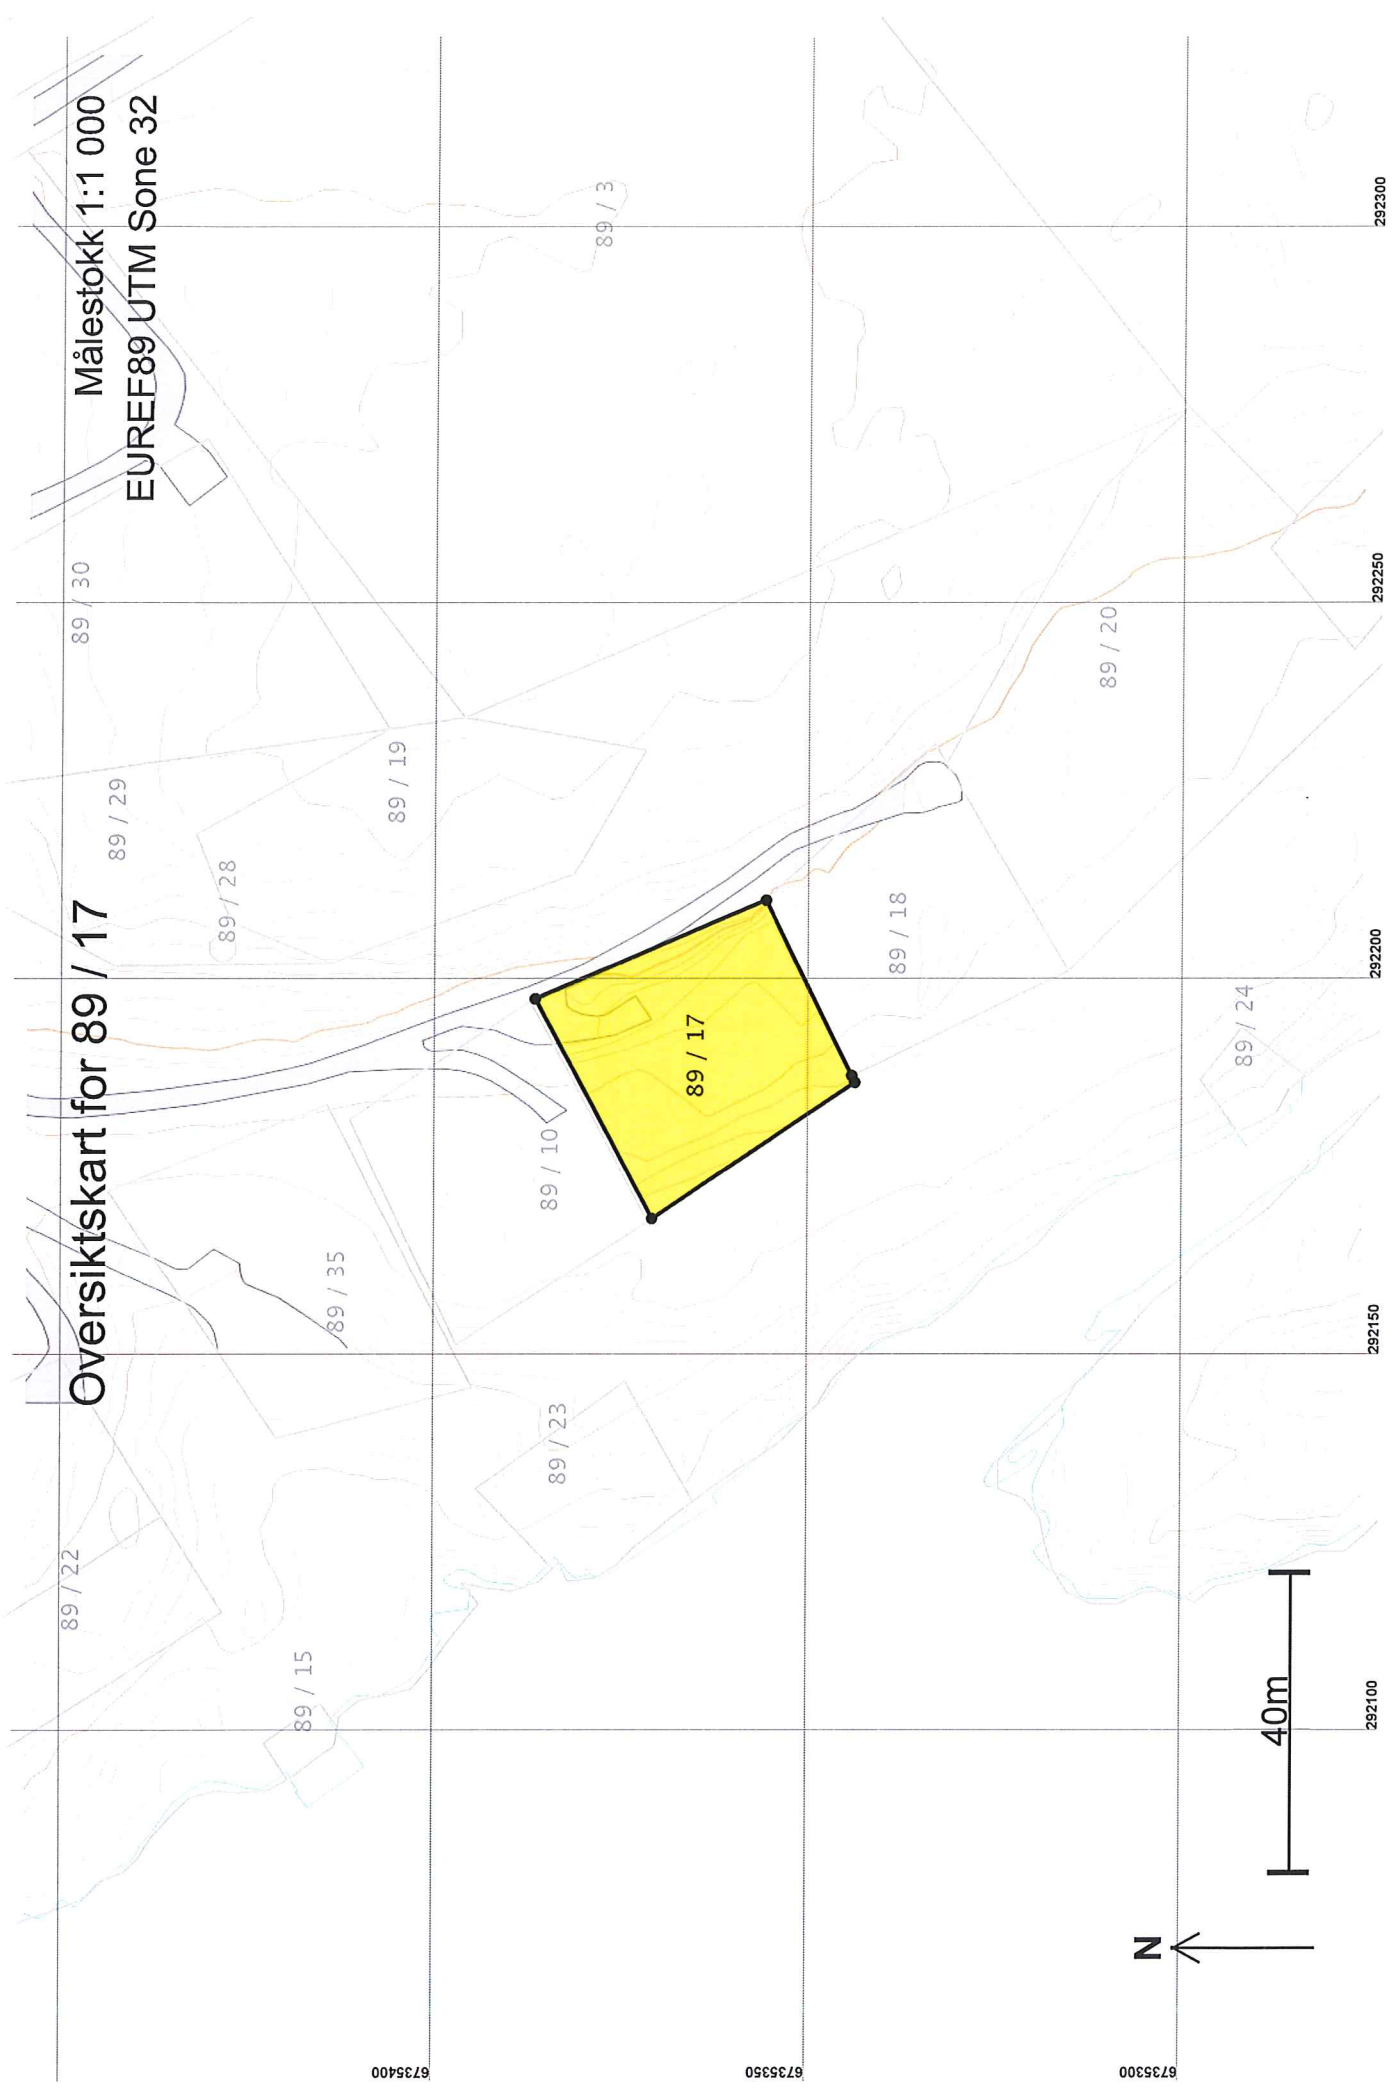 Oversiktskart for 89 / 17
Målestokk 1:1 000
EUREF89 UTM Sone 32
89 / 22
89 / 30
89 / 29
89 / 28
89 / 15
89 / 35
89 / 19
6735400
89 / 10
89 / 23
89 / 3
89 / 17
6735350
89 / 18
89 / 20
N
6735300
89 / 24
40m
292100
292150
292200
292250
292300